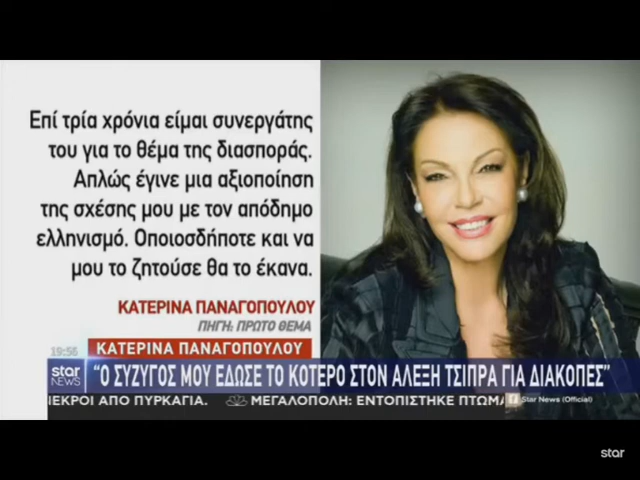 Επί τρία χρόνια είμαι συνεργάτης
του για το θέμα της διασποράς.
Απλώς έγινε μια αξιοποίηση
της σχέσης μου με τον απόδημο
ελληνισμό. Οποιοσδήποτε και να
μου το ζητούσε θα το έκανα.
ΚΑΤΕΡΙΝΑ ΠΑΝΑΓΟΠΟΥΛΟΥ
ΠΗΓΗ: ΠΡΩΤΟ ΘΕΜΑ
19:55
ΚΑΤΕΡΙΝΑ ΠΑΝΑΓΟΠΟΥΛΟΥ
star NEWS
“Ο ΣΥΖΥΓΟΣ ΜΟΥ ΕΔΩΣΕ ΤΟ ΚΟΤΕΡΟ ΣΤΟΝ ΑΛΕΞΗ ΤΣΙΠΡΑ ΓΙΑ ΔΙΑΚΟΠΕΣ”
ΝΕΚΡΟΙ ΑΠΟ ΠΥΡΚΑΓΙΑ. ΜΕΓΑΛΟΠΟΛΗ: ΕΝΤΟΠΙΣΤΗΚΕ ΠΤΩΜΑ
f Star News (Official)
star